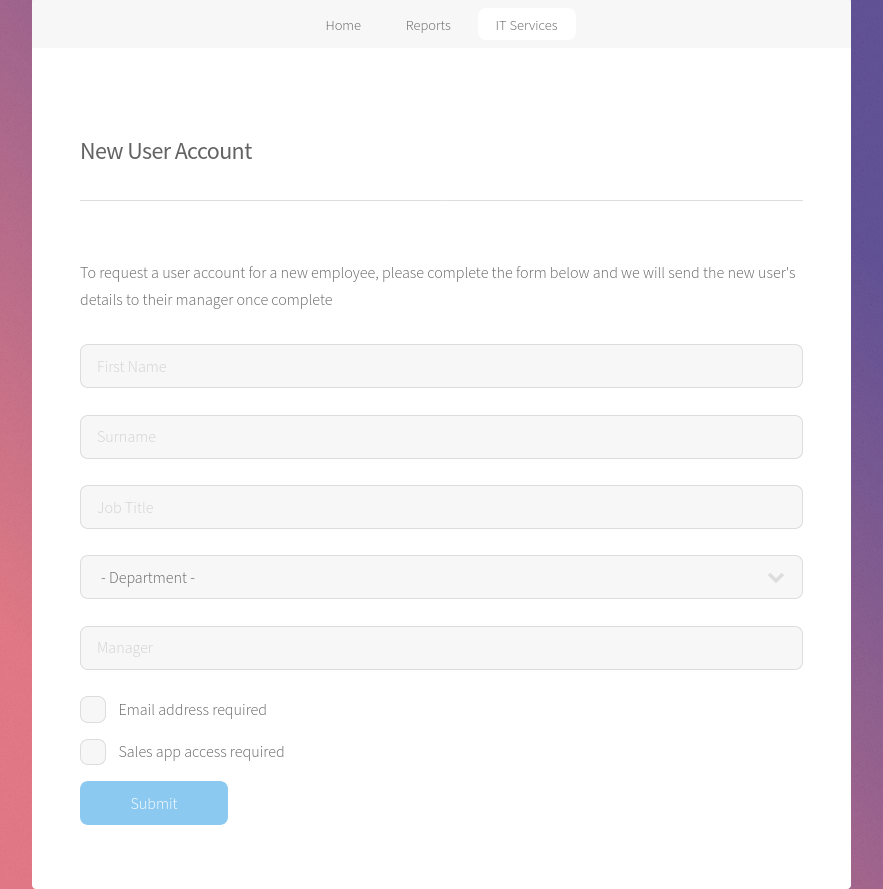 Home Reports IT Services
New User Account
To request a user account for a new employee, please complete the form below and we will send the new user's
details to their manager once complete
First Name
Surname
Job Title
- Department -
Manager
Email address required
Sales app access required
Submit